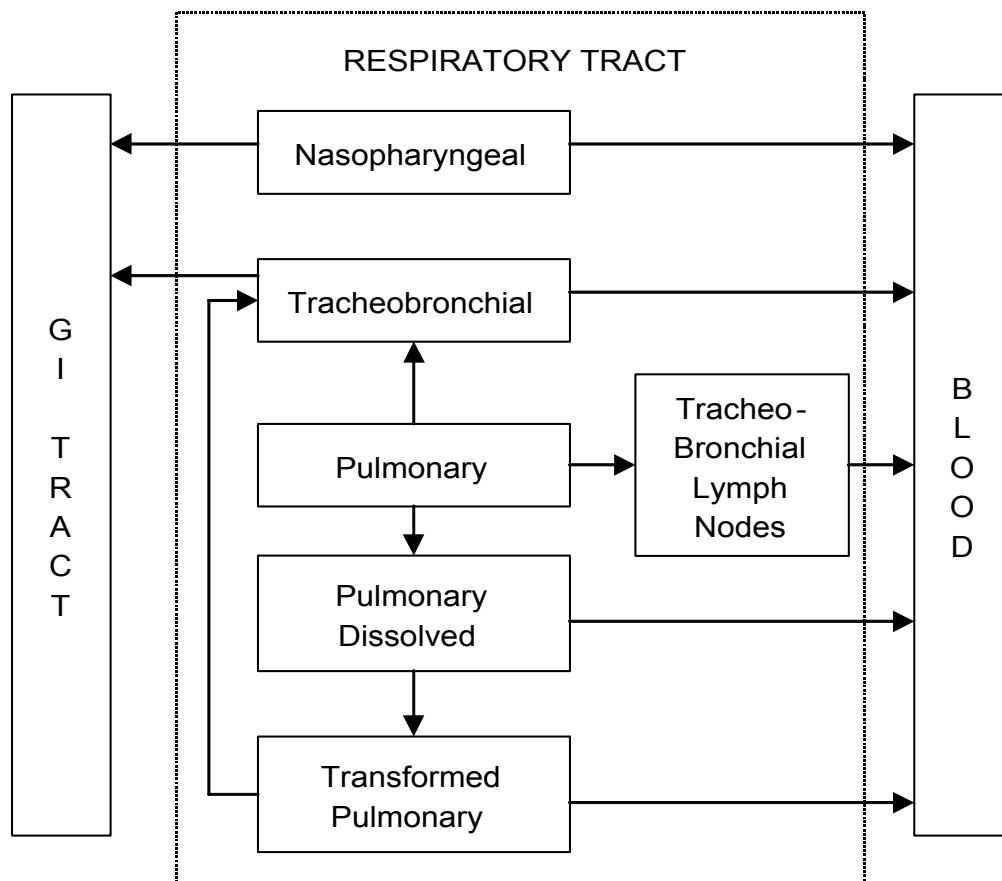 RESPIRATORY TRACT
Nasopharyngeal
Tracheobronchial
G
I
T
R
A
C
T
Tracheo-
Bronchial
Lymph
Nodes
Pulmonary
B
L
O
O
D
Pulmonary
Dissolved
Transformed
Pulmonary